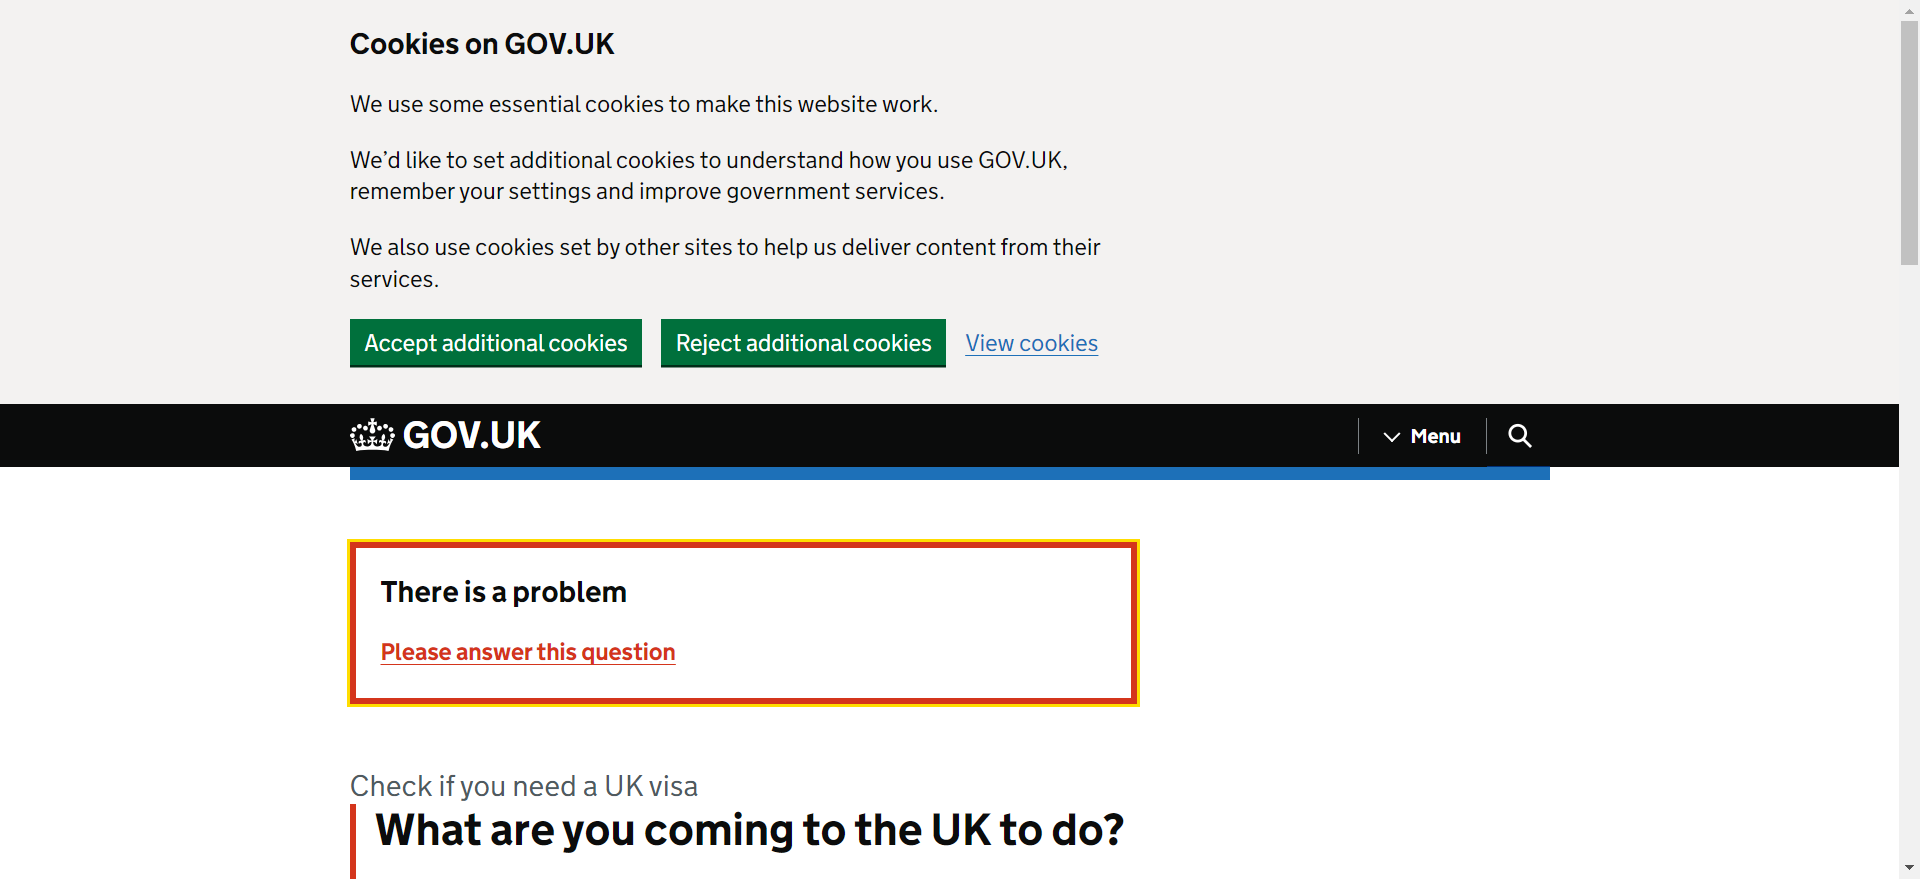 Cookies on GOV.UK
We use some essential cookies to make this website work.
We’d like to set additional cookies to understand how you use GOV.UK,
remember your settings and improve government services.
We also use cookies set by other sites to help us deliver content from their
services.
Accept additional cookies Reject additional cookies View cookies
GOV.UK Menu
There is a problem
Please answer this question
Check if you need a UK visa
What are you coming to the UK to do?